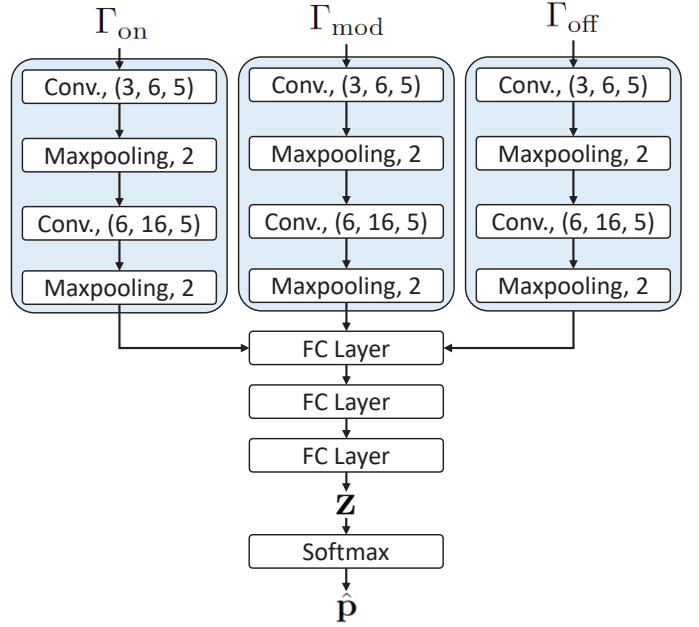 Γon Γmod Γoff
Conv., (3, 6, 5) Conv., (3, 6, 5) Conv., (3, 6, 5)
Maxpooling, 2 Maxpooling, 2 Maxpooling, 2
Conv., (6, 16, 5) Conv., (6, 16, 5) Conv., (6, 16, 5)
Maxpooling, 2 Maxpooling, 2 Maxpooling, 2
FC Layer
FC Layer
FC Layer
z
Softmax
p̂